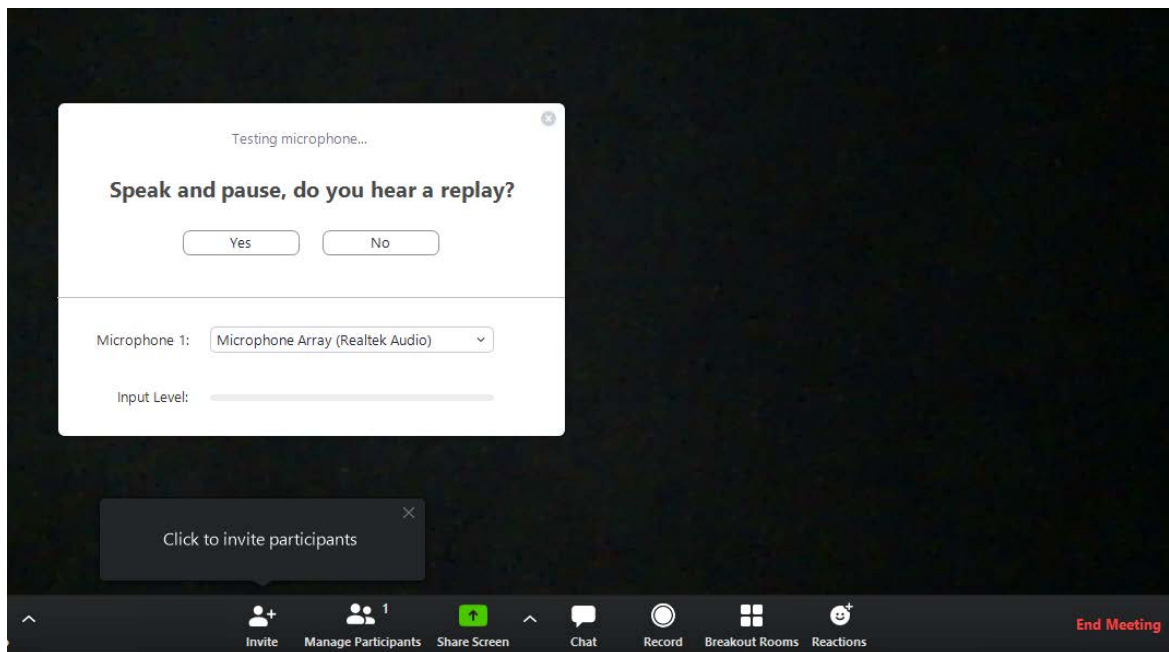 Testing microphone...
Speak and pause, do you hear a replay?
Yes No
Microphone 1: Microphone Array (Realtek Audio)
Input Level:
Click to invite participants
1
Invite Manage Participants Share Screen Chat Record Breakout Rooms Reactions End Meeting